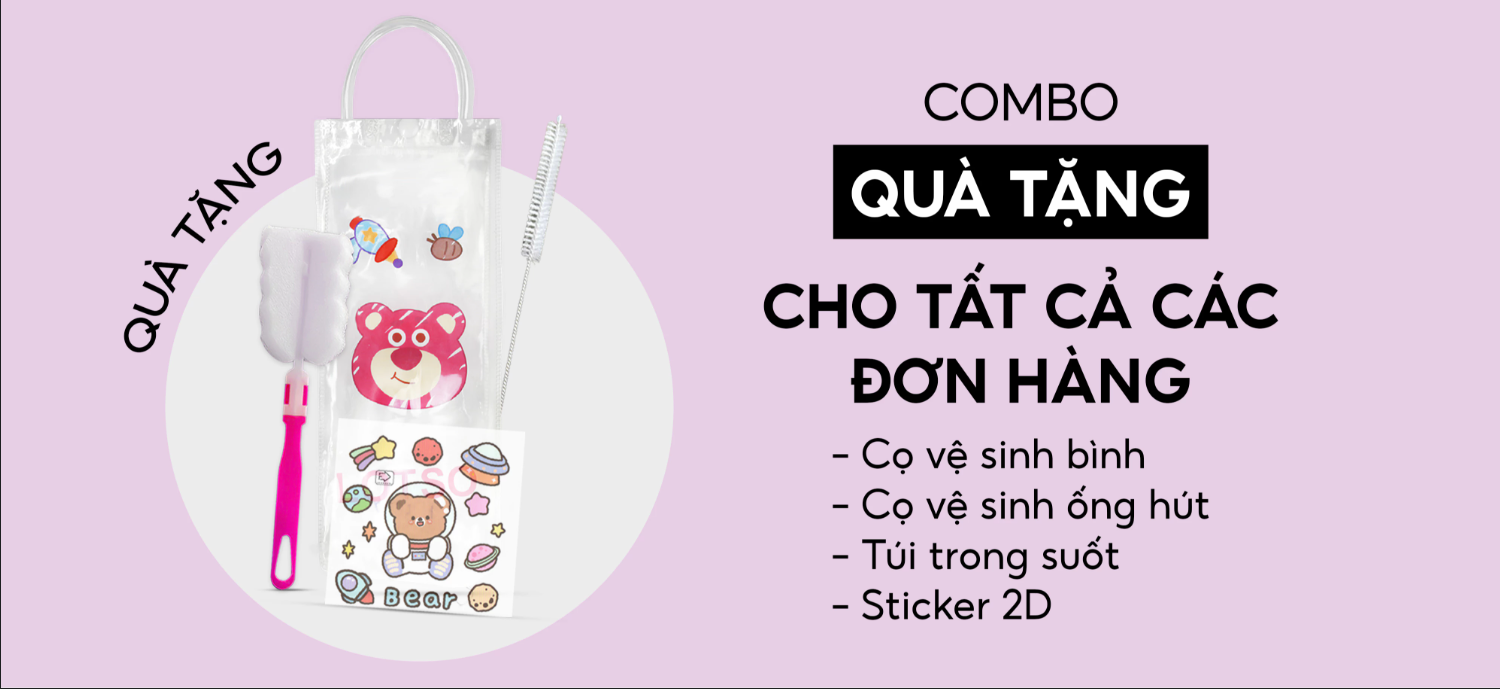 QUÀ TẶNG
COMBO
QUÀ TẶNG
CHO TẤT CẢ CÁC
ĐƠN HÀNG
- Cọ vệ sinh bình
- Cọ vệ sinh ống hút
- Túi trong suốt
- Sticker 2D
LOTSO
Bear